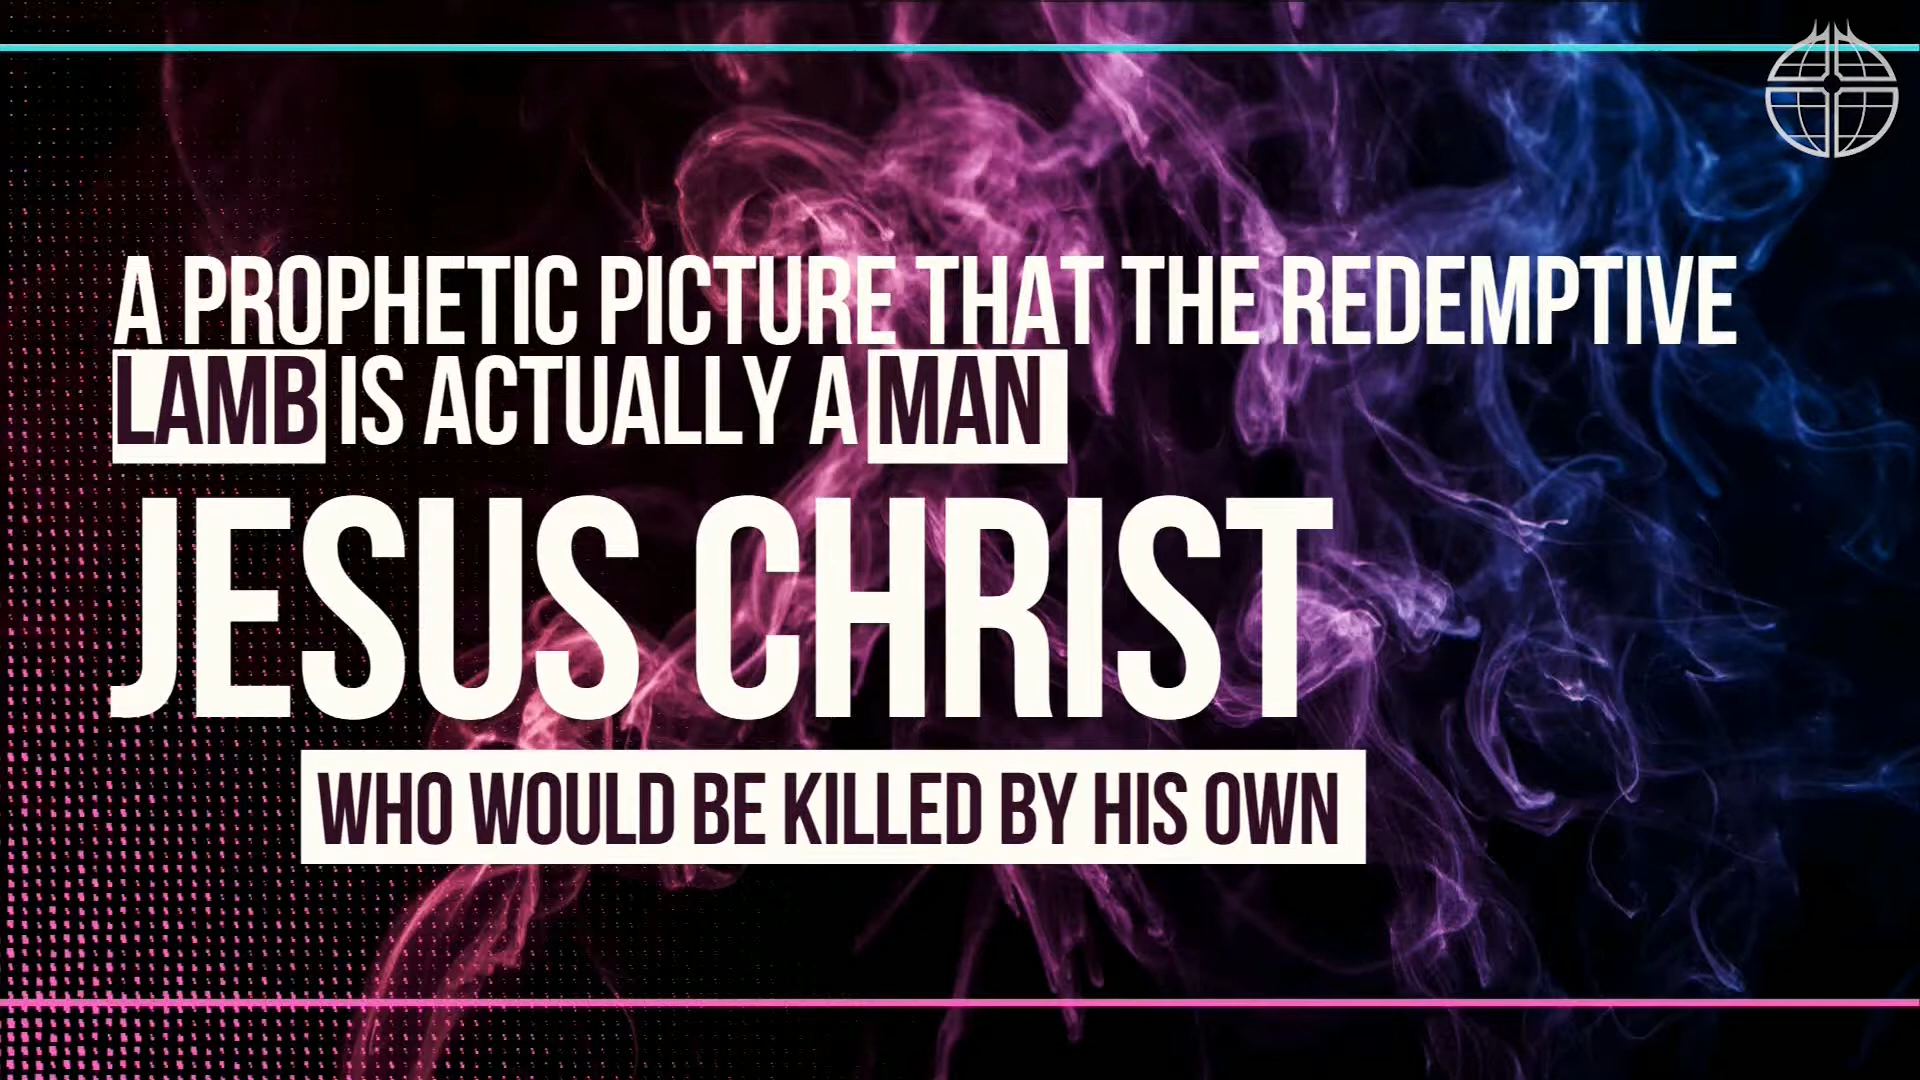 A PROPHETIC PICTURE THAT THE REDEMPTIVE
LAMB IS ACTUALLY A MAN
JESUS CHRIST
WHO WOULD BE KILLED BY HIS OWN